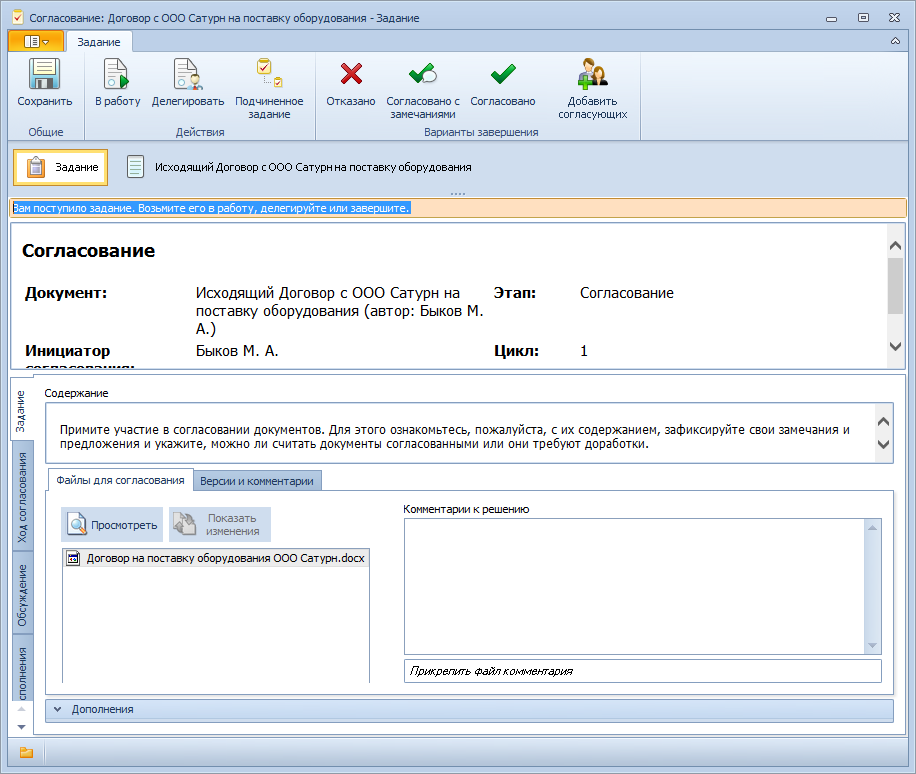 Согласование: Договор с ООО Сатурн на поставку оборудования - Задание
Задание
Сохранить
В работу
Делегировать
Подчиненное
задание
Отказано
Согласовано с
замечаниями
Согласовано
Добавить
согласующих
Общие
Действия
Варианты завершения
Задание
Исходящий Договор с ООО Сатурн на поставку оборудования
Вам поступило задание. Возьмите его в работу, делегируйте или завершите.
Согласование
Документ:
Исходящий Договор с ООО Сатурн на
поставку оборудования (автор: Быков М.
А.)
Этап:
Согласование
Инициатор
согласования:
Быков М. А.
Цикл:
1
Задание
Ход согласования
Обсуждение
сполнения
Содержание
Примите участие в согласовании документов. Для этого ознакомьтесь, пожалуйста, с их содержанием, зафиксируйте свои замечания и
предложения и укажите, можно ли считать документы согласованными или они требуют доработки.
Файлы для согласования
Версии и комментарии
Просмотреть
Показать
изменения
Договор на поставку оборудования ООО Сатурн.docx
Комментарии к решению
Прикрепить файл комментария
Дополнения